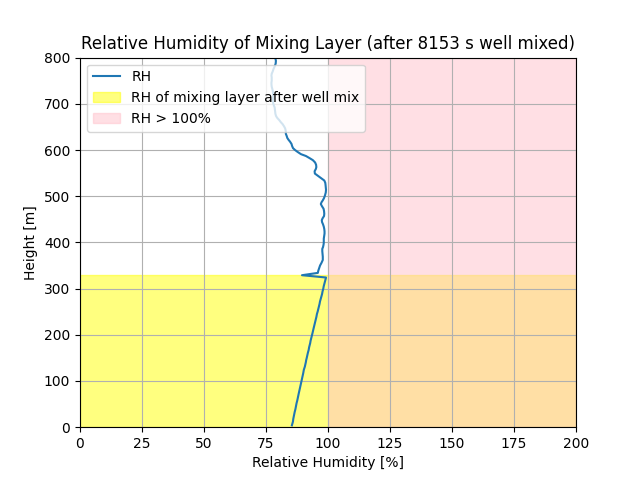 Relative Humidity of Mixing Layer (after 8153 s well mixed)
800
700
600
500
400
300
200
100
0
Height [m]
RH
RH of mixing layer after well mix
RH > 100%
0 25 50 75 100 125 150 175 200
Relative Humidity [%]